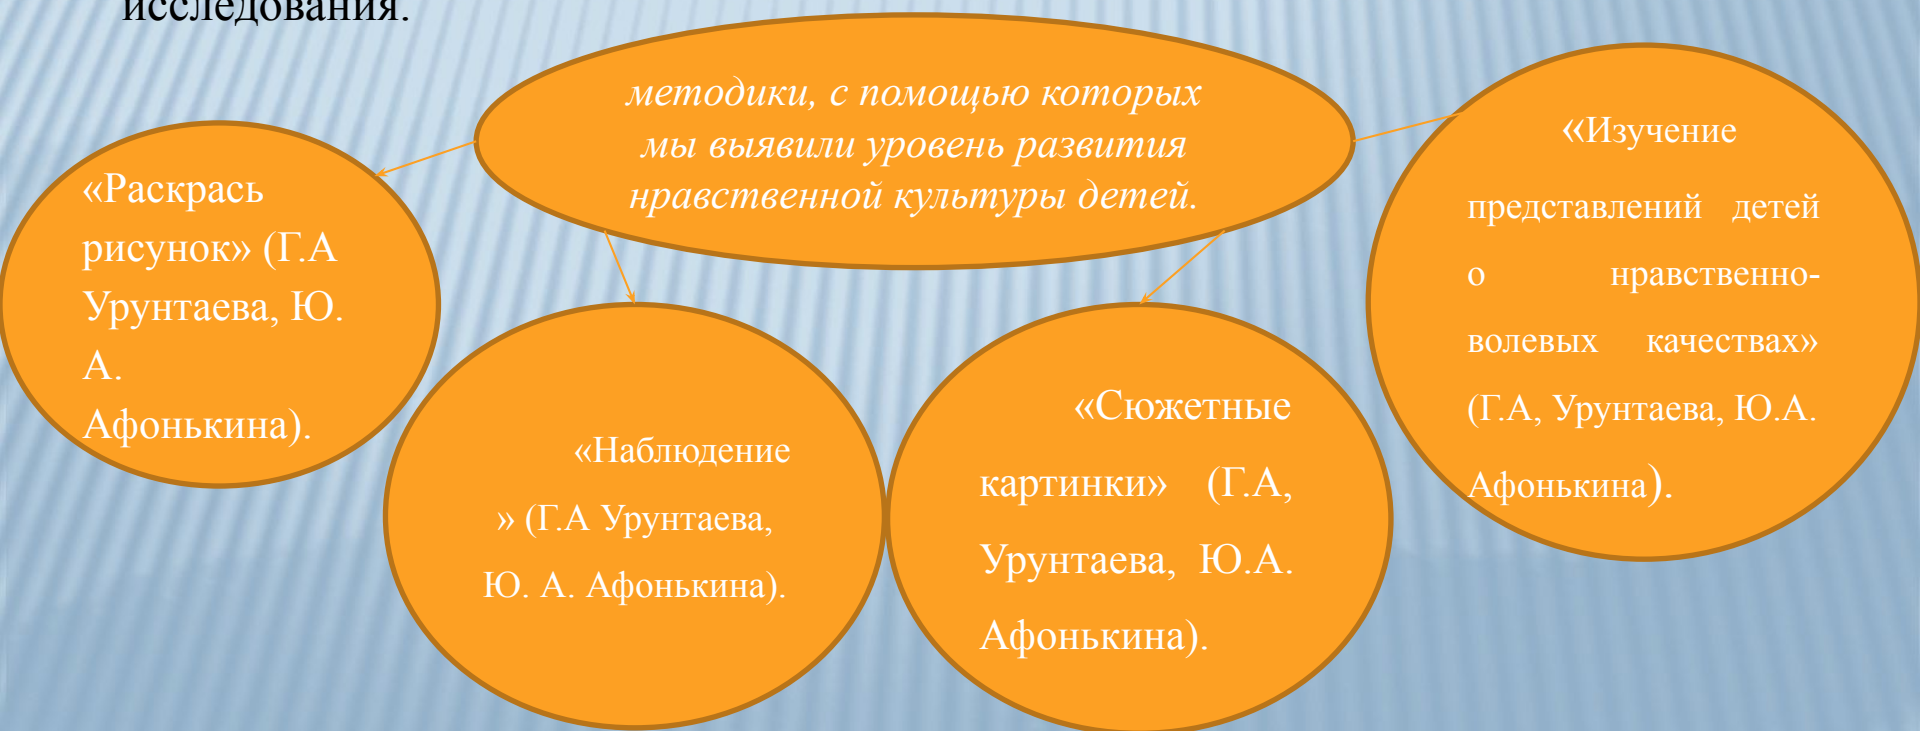 исследования.
методики, с помощью которых
мы выявили уровень развития
нравственной культуры детей.
«Раскрась
рисунок» (Г.А
Урунтаева, Ю.
А.
Афонькина).
«Наблюдение
» (Г.А Урунтаева,
Ю. А. Афонькина).
«Сюжетные
картинки» (Г.А,
Урунтаева, Ю.А.
Афонькина).
«Изучение
представлений детей
о нравственно-
волевых качествах»
(Г.А, Урунтаева, Ю.А.
Афонькина).